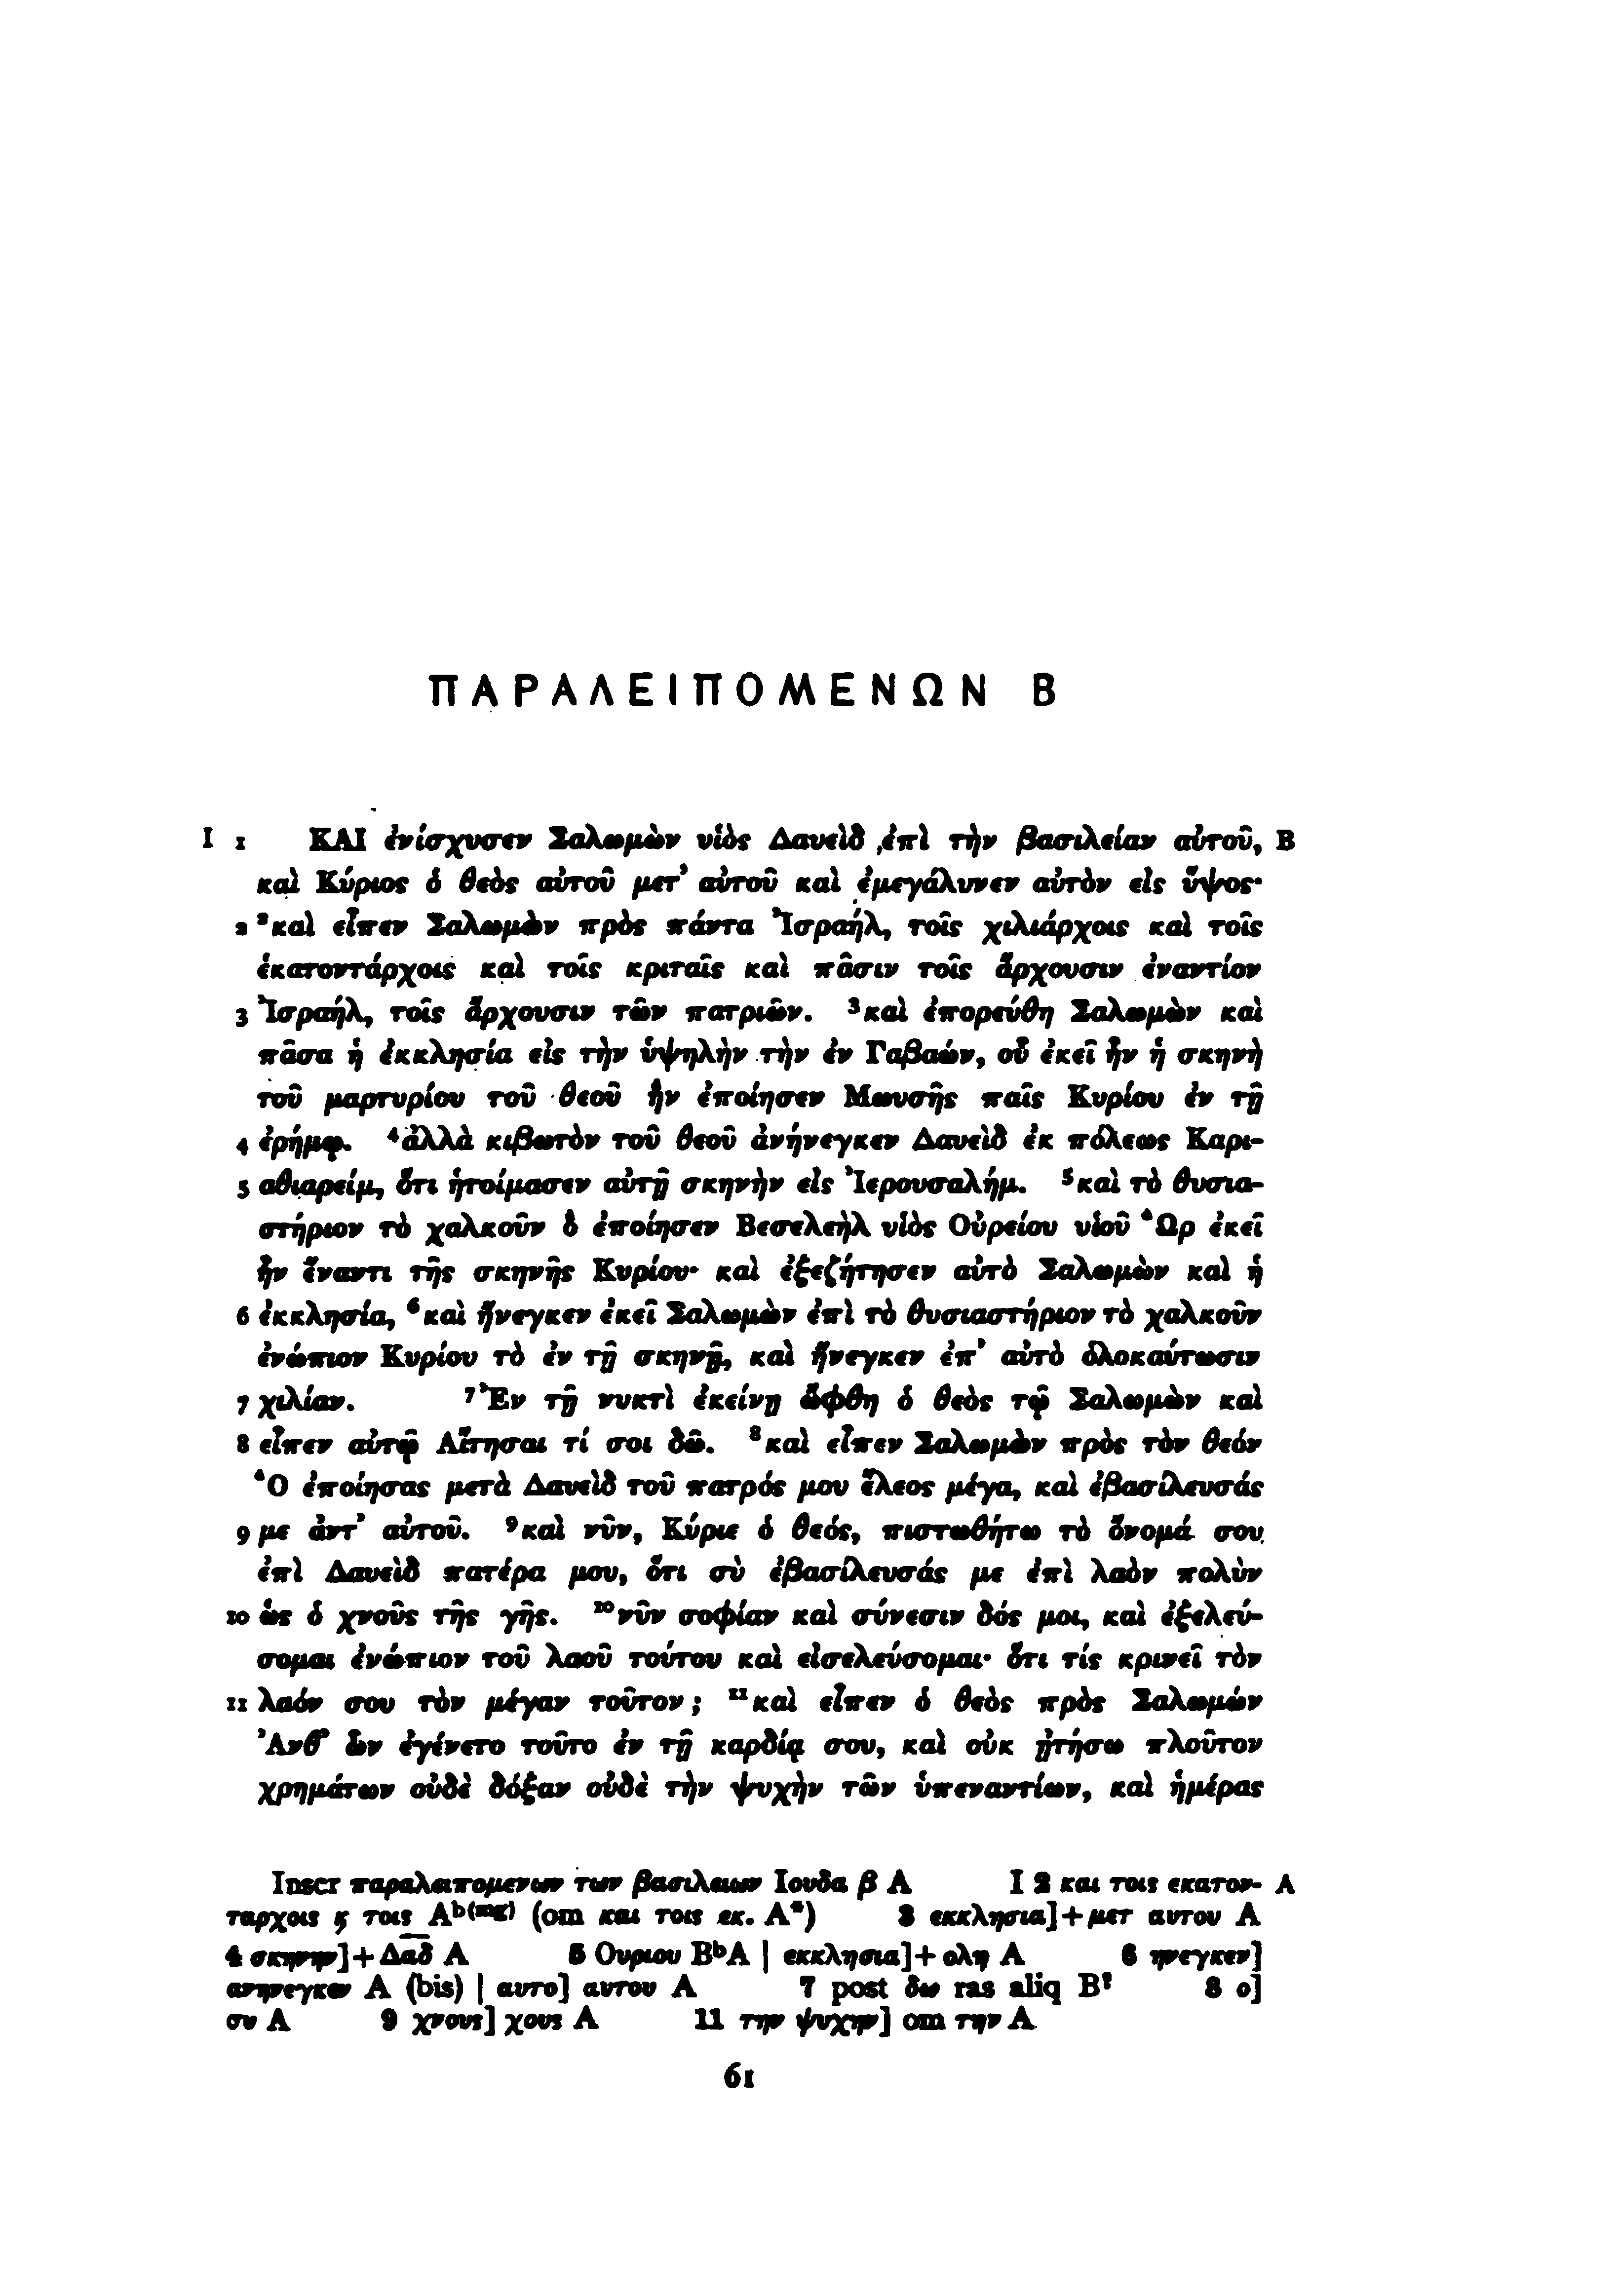 ΠΑΡΑΛΕΙΠΟΜΕΝΩΝ Β
I 1 ΚΑΙ ἐνίσχυσεν Σαλωμὼν υἱὸς Δαυεὶδ ἐπὶ τὴν βασιλείαν αὐτοῦ, B
καὶ Κύριος ὁ θεὸς αὐτοῦ μετ᾽ αὐτοῦ καὶ ἐμεγάλυνεν αὐτὸν εἰς ὕψος·
2 ²καὶ εἶπεν Σαλωμὼν πρὸς πάντα Ἰσραήλ, τοῖς χιλιάρχοις καὶ τοῖς
ἑκατοντάρχοις καὶ τοῖς κριταῖς καὶ πᾶσιν τοῖς ἄρχουσιν ἐναντίον
3 Ἰσραήλ, τοῖς ἄρχουσιν τῶν πατριῶν. ³καὶ ἐπορεύθη Σαλωμὼν καὶ
πᾶσα ἡ ἐκκλησία εἰς τὴν ὑψηλὴν τὴν ἐν Γαβαών, οὗ ἐκεῖ ἦν ἡ σκηνὴ
τοῦ μαρτυρίου τοῦ θεοῦ ἣν ἐποίησεν Μωυσῆς παῖς Κυρίου ἐν τῇ
4 ἐρήμῳ. ⁴ἀλλὰ κιβωτὸν τοῦ θεοῦ ἀνήνεγκεν Δαυεὶδ ἐκ πόλεως Καρι-
5 αθιαρείμ, ὅτι ἡτοίμασεν αὐτῇ σκηνὴν εἰς Ἰερουσαλήμ. ⁵καὶ τὸ θυσια-
στήριον τὸ χαλκοῦν ὃ ἐποίησεν Βεσελεὴλ υἱὸς Οὐρείου υἱοῦ Ὢρ ἐκεῖ
ἦν ἔναντι τῆς σκηνῆς Κυρίου· καὶ ἐξεζήτησεν αὐτὸ Σαλωμὼν καὶ ἡ
6 ἐκκλησία, ⁶καὶ ἤνεγκεν ἐκεῖ Σαλωμὼν ἐπὶ τὸ θυσιαστήριον τὸ χαλκοῦν
ἐνώπιον Κυρίου τὸ ἐν τῇ σκηνῇ, καὶ ἤνεγκεν ἐπ᾽ αὐτὸ ὁλοκαύτωσιν
7 χιλίαν. ⁷Ἐν τῇ νυκτὶ ἐκείνῃ ὤφθη ὁ θεὸς τῷ Σαλωμὼν καὶ
8 εἶπεν αὐτῷ Αἴτησαι τί σοι δῶ. ⁸καὶ εἶπεν Σαλωμὼν πρὸς τὸν θεόν
Ὁ ἐποίησας μετὰ Δαυεὶδ τοῦ πατρός μου ἔλεος μέγα, καὶ ἐβασίλευσάς
9 με ἀντ᾽ αὐτοῦ. ⁹καὶ νῦν, Κύριε ὁ θεός, πιστωθήτω τὸ ὄνομά σου
ἐπὶ Δαυεὶδ πατέρα μου, ὅτι σὺ ἐβασίλευσάς με ἐπὶ λαὸν πολὺν
10 ὡς ὁ χνοῦς τῆς γῆς. ¹⁰νῦν σοφίαν καὶ σύνεσιν δός μοι, καὶ ἐξελεύ-
σομαι ἐνώπιον τοῦ λαοῦ τούτου καὶ εἰσελεύσομαι· ὅτι τίς κρινεῖ τὸν
11 λαόν σου τὸν μέγαν τοῦτον; ¹¹καὶ εἶπεν ὁ θεὸς πρὸς Σαλωμών
Ἀνθ᾽ ὧν ἐγένετο τοῦτο ἐν τῇ καρδίᾳ σου, καὶ οὐκ ᾐτήσω πλοῦτον
χρημάτων οὐδὲ δόξαν οὐδὲ τὴν ψυχὴν τῶν ὑπεναντίων, καὶ ἡμέρας
Inscr παραλειπομενων των βασιλειων Ιουδα β A I 2 και τοις εκατον- A
ταρχοις ϗ τοις Aᵇ⁽ᵐᵍ⁾ (om και τοις εκ. A*) 3 εκκλησια]+μετ αυτου A
4 σκηνην]+Δα̅δ̅ A 5 Ουριου BᵇA | εκκλησια]+ολη A 6 ηνεγκεν]
ανηνεγκεν A (bis) | αυτο] αυτου A 7 post δω ras aliq B? 8 ο]
συ A 9 χνους] χους A 11 την ψυχην] om την A
61